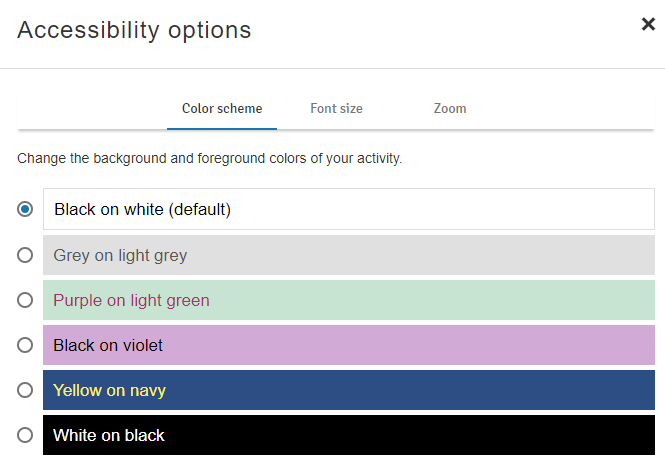 Accessibility options
Color scheme Font size Zoom
Change the background and foreground colors of your activity.
Black on white (default)
Grey on light grey
Purple on light green
Black on violet
Yellow on navy
White on black